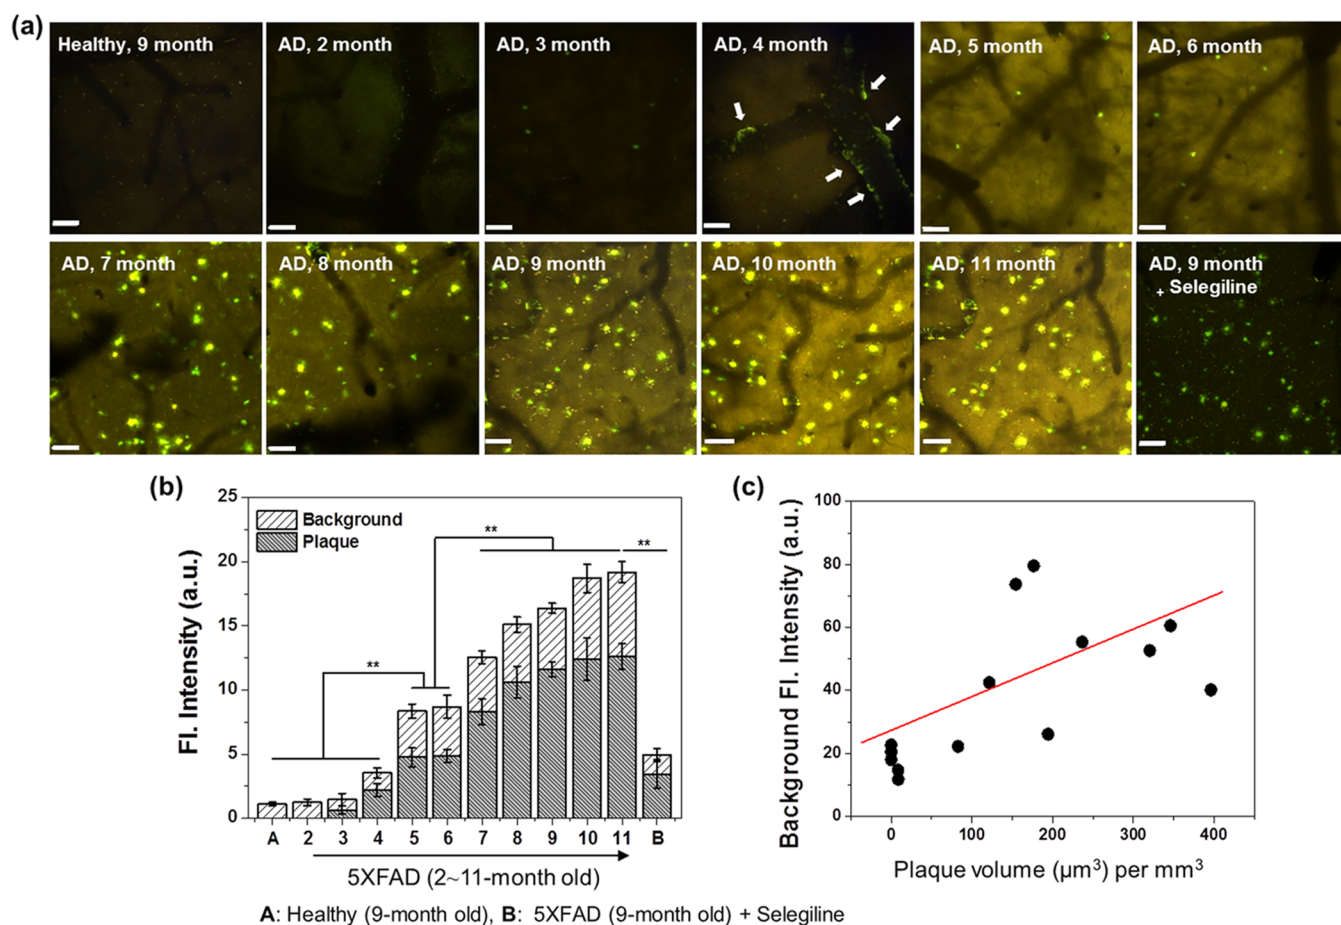 (a)
Healthy, 9 month
AD, 2 month
AD, 3 month
AD, 4 month
AD, 5 month
AD, 6 month
AD, 7 month
AD, 8 month
AD, 9 month
AD, 10 month
AD, 11 month
AD, 9 month
+ Selegiline
(b)
Fl. Intensity (a.u.)
25
20
15
10
5
0
Background
Plaque
**
**
**
A 2 3 4 5 6 7 8 9 10 11 B
5XFAD (2~11-month old)
A: Healthy (9-month old), B: 5XFAD (9-month old) + Selegiline
(c)
Background Fl. Intensity (a.u.)
100
80
60
40
20
0
0 100 200 300 400
Plaque volume (µm³) per mm³